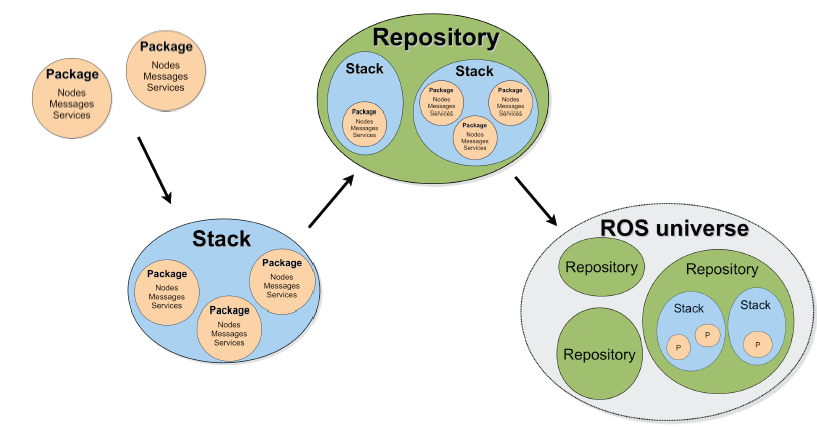 Package
Nodes
Messages
Services
Package
Nodes
Messages
Services
Stack
Package
Nodes
Messages
Services
Package
Nodes
Messages
Services
Package
Nodes
Messages
Services
Repository
Stack
Package
Nodes
Messages
Services
Stack
Package
Nodes
Messages
Services
Package
Nodes
Messages
Services
Package
Nodes
Messages
Services
ROS universe
Repository
Repository
Repository
Stack
P
P
Stack
P